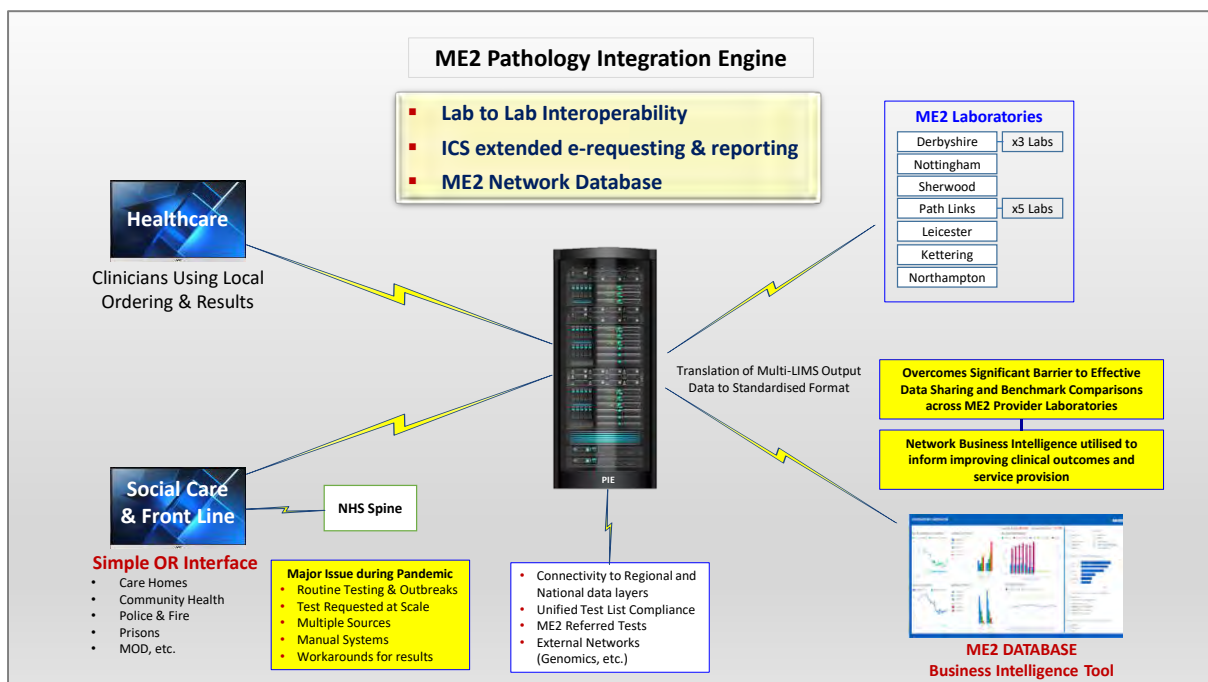 ME2 Pathology Integration Engine
▪ Lab to Lab Interoperability
▪ ICS extended e-requesting & reporting
▪ ME2 Network Database
Healthcare
Clinicians Using Local
Ordering & Results
ME2 Laboratories
Derbyshire
x3 Labs
Nottingham
Sherwood
Path Links
x5 Labs
Leicester
Kettering
Northampton
PIE
Translation of Multi-LIMS Output
Data to Standardised Format
Overcomes Significant Barrier to Effective
Data Sharing and Benchmark Comparisons
across ME2 Provider Laboratories
Network Business Intelligence utilised to
inform improving clinical outcomes and
service provision
Social Care
& Front Line
NHS Spine
Simple OR Interface
• Care Homes
• Community Health
• Police & Fire
• Prisons
• MOD, etc.
Major Issue during Pandemic
• Routine Testing & Outbreaks
• Test Requested at Scale
• Multiple Sources
• Manual Systems
• Workarounds for results
• Connectivity to Regional and
National data layers
• Unified Test List Compliance
• ME2 Referred Tests
• External Networks
(Genomics, etc.)
ME2 DATABASE
Business Intelligence Tool